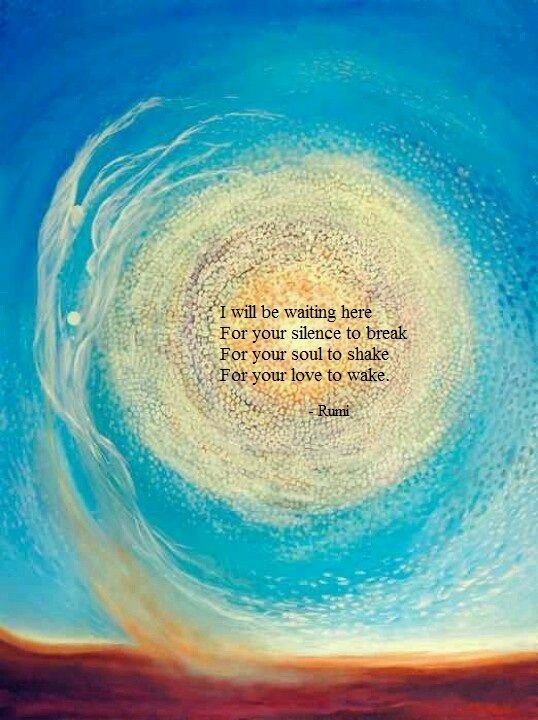 I will be waiting here
For your silence to break
For your soul to shake
For your love to wake.
- Rumi